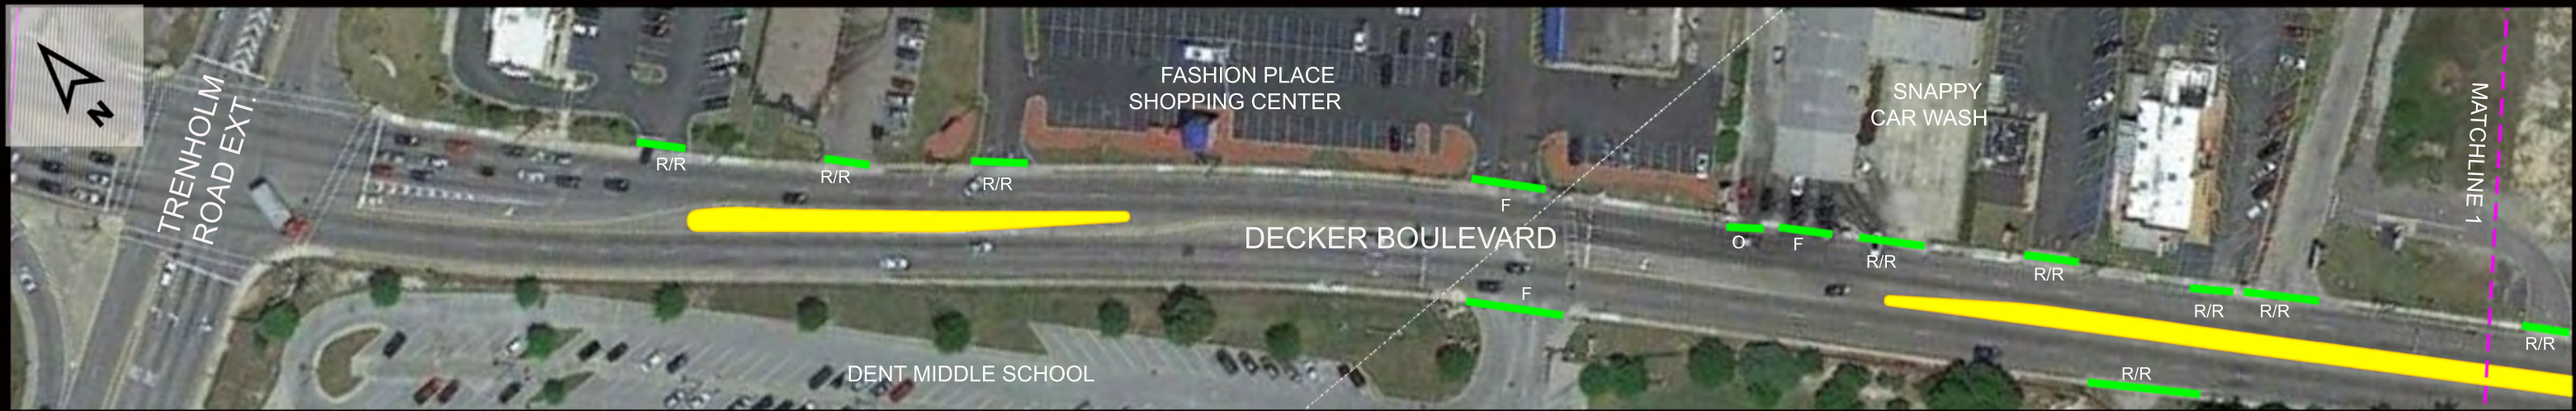 N
TRENHOLM
ROAD EXT.
R/R
R/R
R/R
FASHION PLACE
SHOPPING CENTER
F
DECKER BOULEVARD
F
DENT MIDDLE SCHOOL
O
F
R/R
SNAPPY
CAR WASH
R/R
R/R
R/R
R/R
MATCHLINE 1
R/R